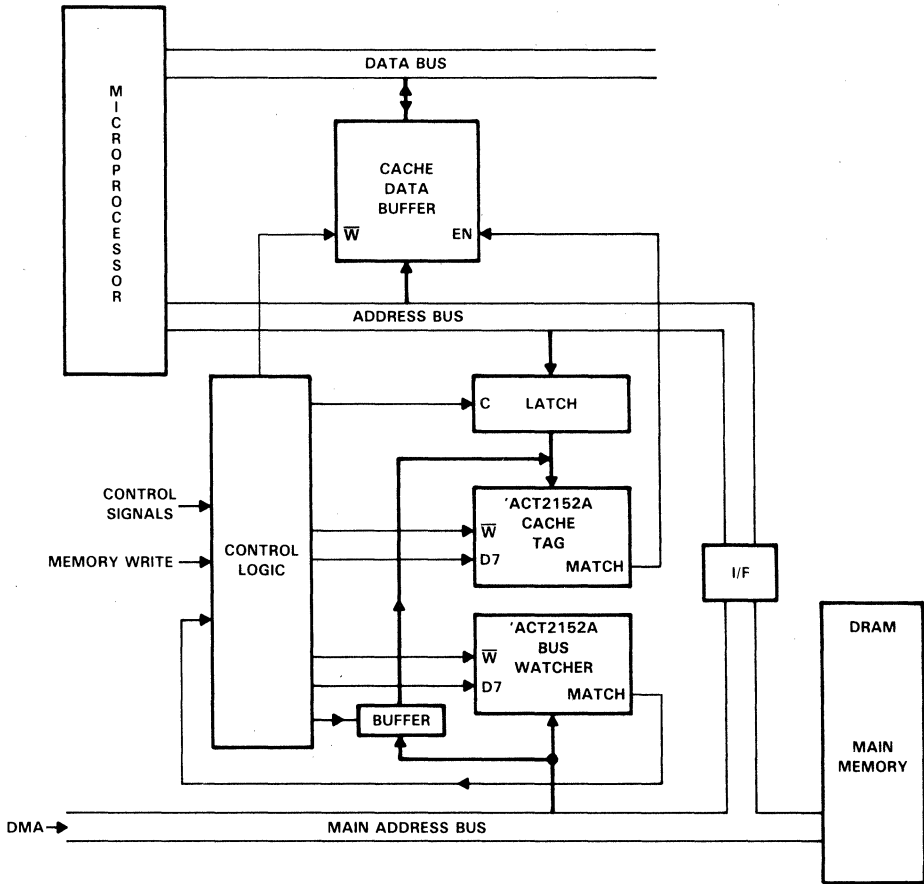 DATA BUS
MICROPROCESSOR
CACHE
DATA
BUFFER
W̅
EN
ADDRESS BUS
C
LATCH
CONTROL
SIGNALS
MEMORY WRITE
CONTROL
LOGIC
'ACT2152A
CACHE
TAG
W̅
D7
MATCH
I/F
'ACT2152A
BUS
WATCHER
W̅
D7
MATCH
BUFFER
DRAM
MAIN
MEMORY
DMA
MAIN ADDRESS BUS